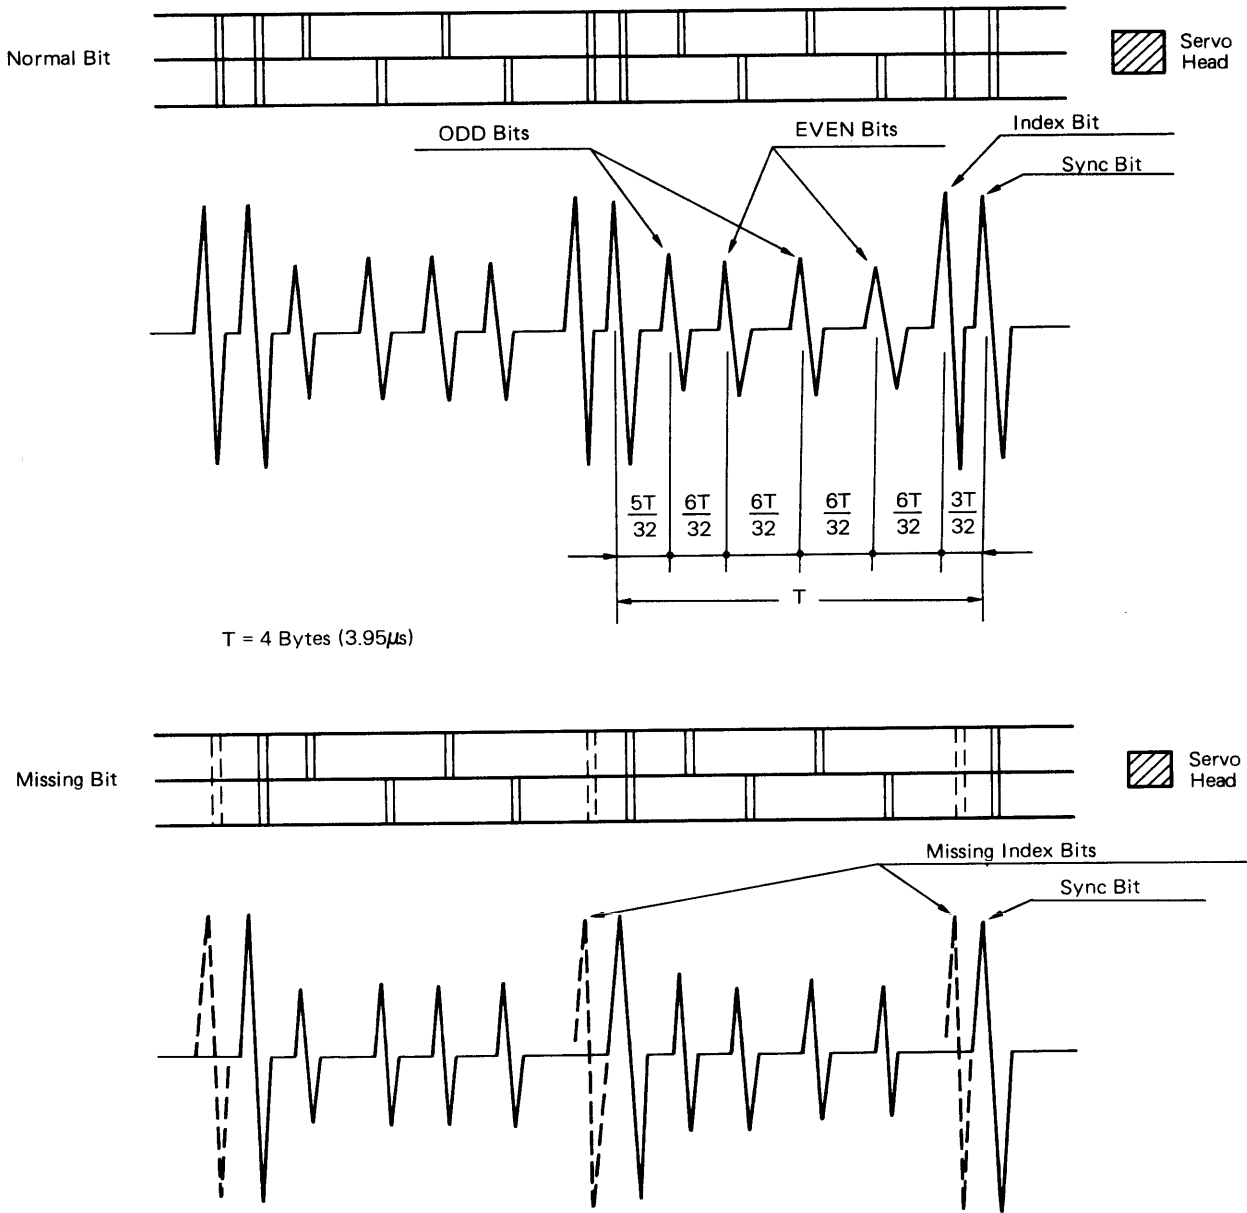 Normal Bit
Servo
Head
ODD Bits
EVEN Bits
Index Bit
Sync Bit
5T/32 6T/32 6T/32 6T/32 6T/32 3T/32
T
T = 4 Bytes (3.95μs)
Missing Bit
Servo
Head
Missing Index Bits
Sync Bit